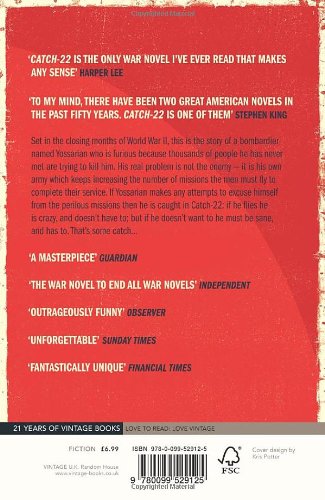 'CATCH-22 IS THE ONLY WAR NOVEL I'VE EVER READ THAT MAKES
ANY SENSE' HARPER LEE
'TO MY MIND, THERE HAVE BEEN TWO GREAT AMERICAN NOVELS IN
THE PAST FIFTY YEARS. CATCH-22 IS ONE OF THEM' STEPHEN KING
Set in the closing months of World War II, this is the story of a bombardier
named Yossarian who is furious because thousands of people he has never
met are trying to kill him. His real problem is not the enemy – it is his own
army which keeps increasing the number of missions the men must fly to
complete their service. If Yossarian makes any attempts to excuse himself
from the perilous missions then he is caught in Catch-22: if he flies he
is crazy, and doesn't have to; but if he doesn't want to he must be sane,
and has to. That's some catch...
'A MASTERPIECE' GUARDIAN
'THE WAR NOVEL TO END ALL WAR NOVELS' INDEPENDENT
'OUTRAGEOUSLY FUNNY' OBSERVER
'UNFORGETTABLE' SUNDAY TIMES
'FANTASTICALLY UNIQUE' FINANCIAL TIMES
21 YEARS OF VINTAGE BOOKS LOVE TO READ: LOVE VINTAGE
FICTION £6.99
ISBN 978-0-099-52912-5
VINTAGE U.K. Random House
www.vintage-books.co.uk
9 780099 529125
FSC
Cover design by
Kris Potter